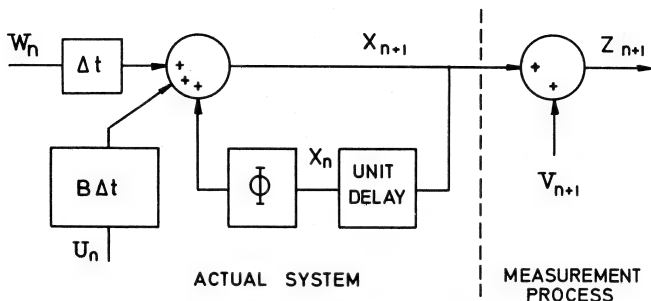 W_n
Δt
X_{n+1}
Z_{n+1}
+
+
+
+
+
BΔt
U_n
Φ
X_n
UNIT
DELAY
V_{n+1}
ACTUAL SYSTEM
MEASUREMENT
PROCESS